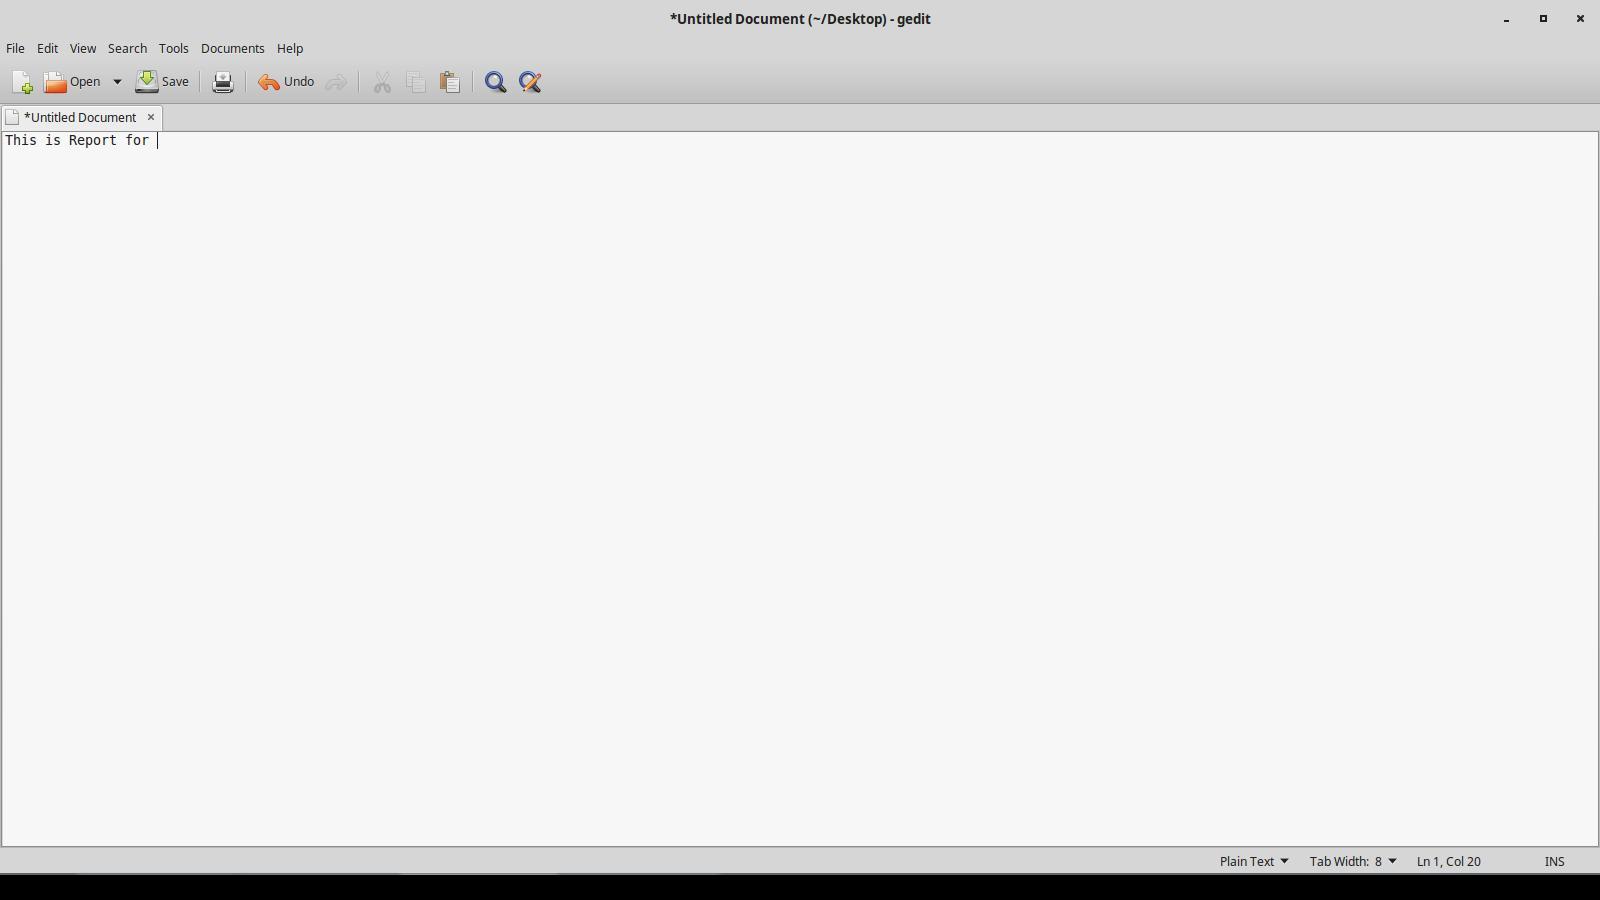 *Untitled Document (~/Desktop) - gedit
File Edit View Search Tools Documents Help
Open Save Undo
*Untitled Document
This is Report for
Plain Text Tab Width: 8 Ln 1, Col 20 INS